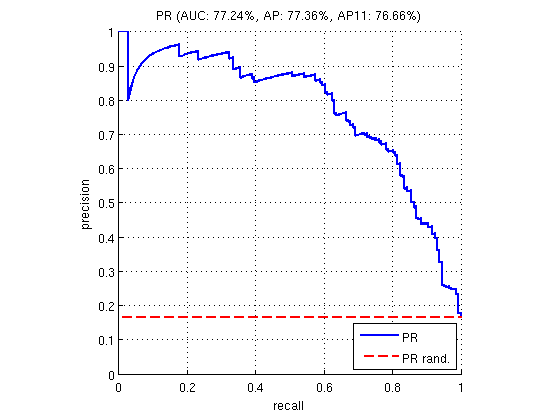 PR (AUC: 77.24%, AP: 77.36%, AP11: 76.66%)
1
0.9
0.8
0.7
0.6
0.5
0.4
0.3
0.2
0.1
0
precision
0 0.2 0.4 0.6 0.8 1
recall
PR
PR rand.